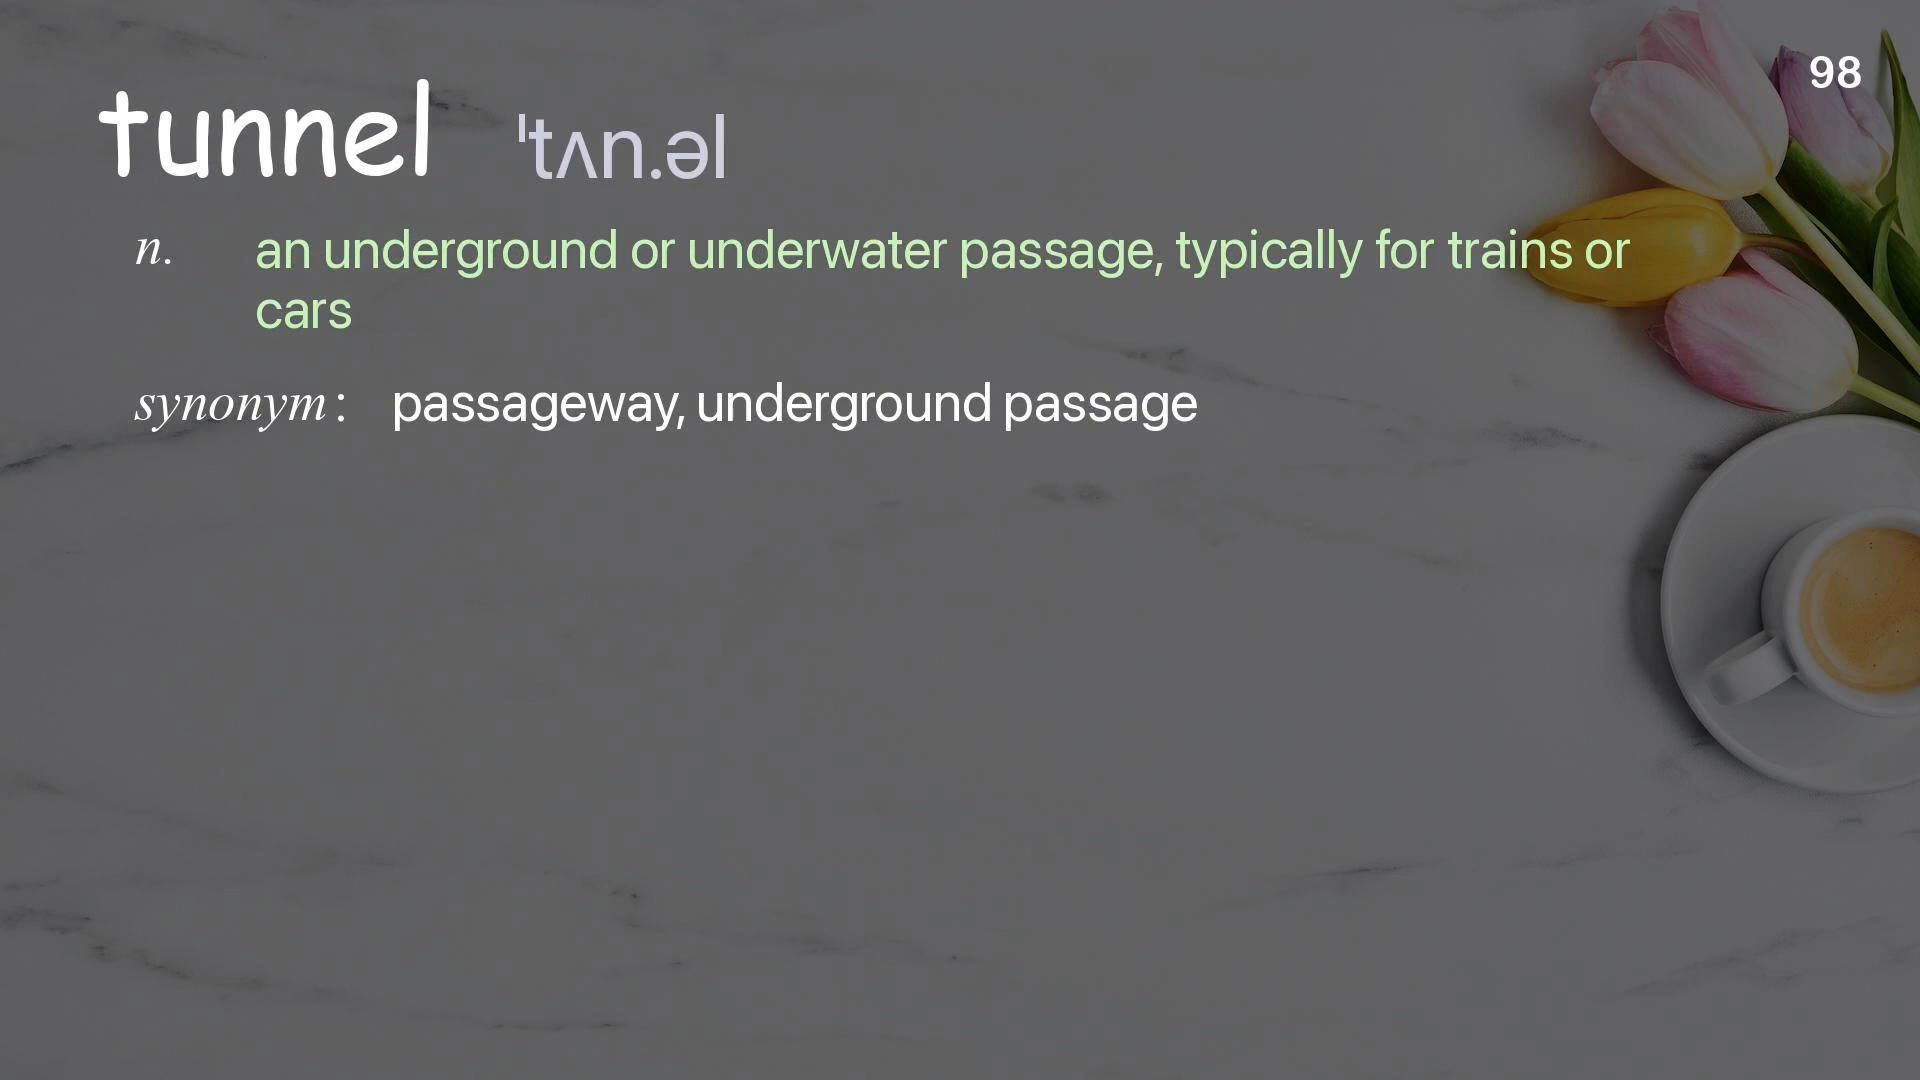 98
tunnel ˈtʌn.əl
n. an underground or underwater passage, typically for trains or
cars
synonym: passageway, underground passage